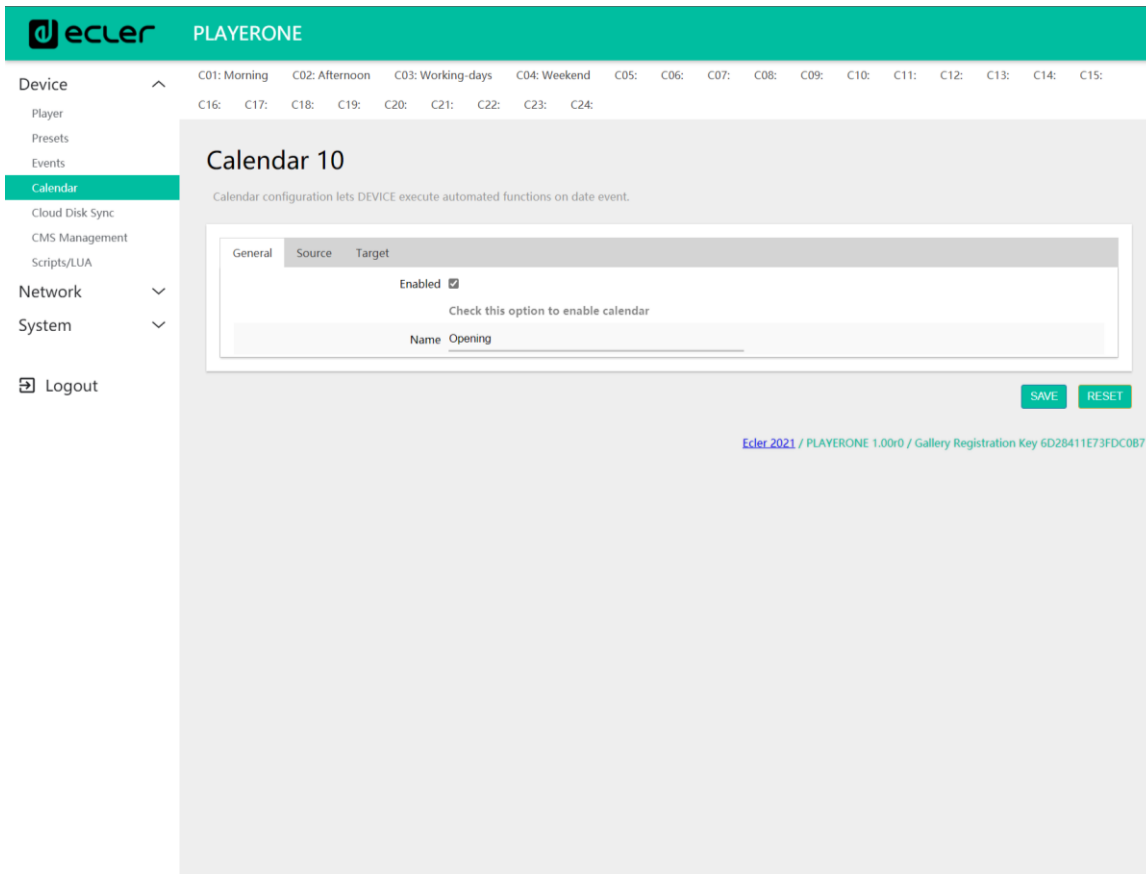 ecler
PLAYERONE
Device
Player
Presets
Events
Calendar
Cloud Disk Sync
CMS Management
Scripts/LUA
Network
System
Logout
C01: Morning C02: Afternoon C03: Working-days C04: Weekend C05: C06: C07: C08: C09: C10: C11: C12: C13: C14: C15:
C16: C17: C18: C19: C20: C21: C22: C23: C24:
Calendar 10
Calendar configuration lets DEVICE execute automated functions on date event.
General Source Target
Enabled
Check this option to enable calendar
Name Opening
SAVE RESET
Ecler 2021 / PLAYERONE 1.00r0 / Gallery Registration Key 6D28411E73FDC0B7